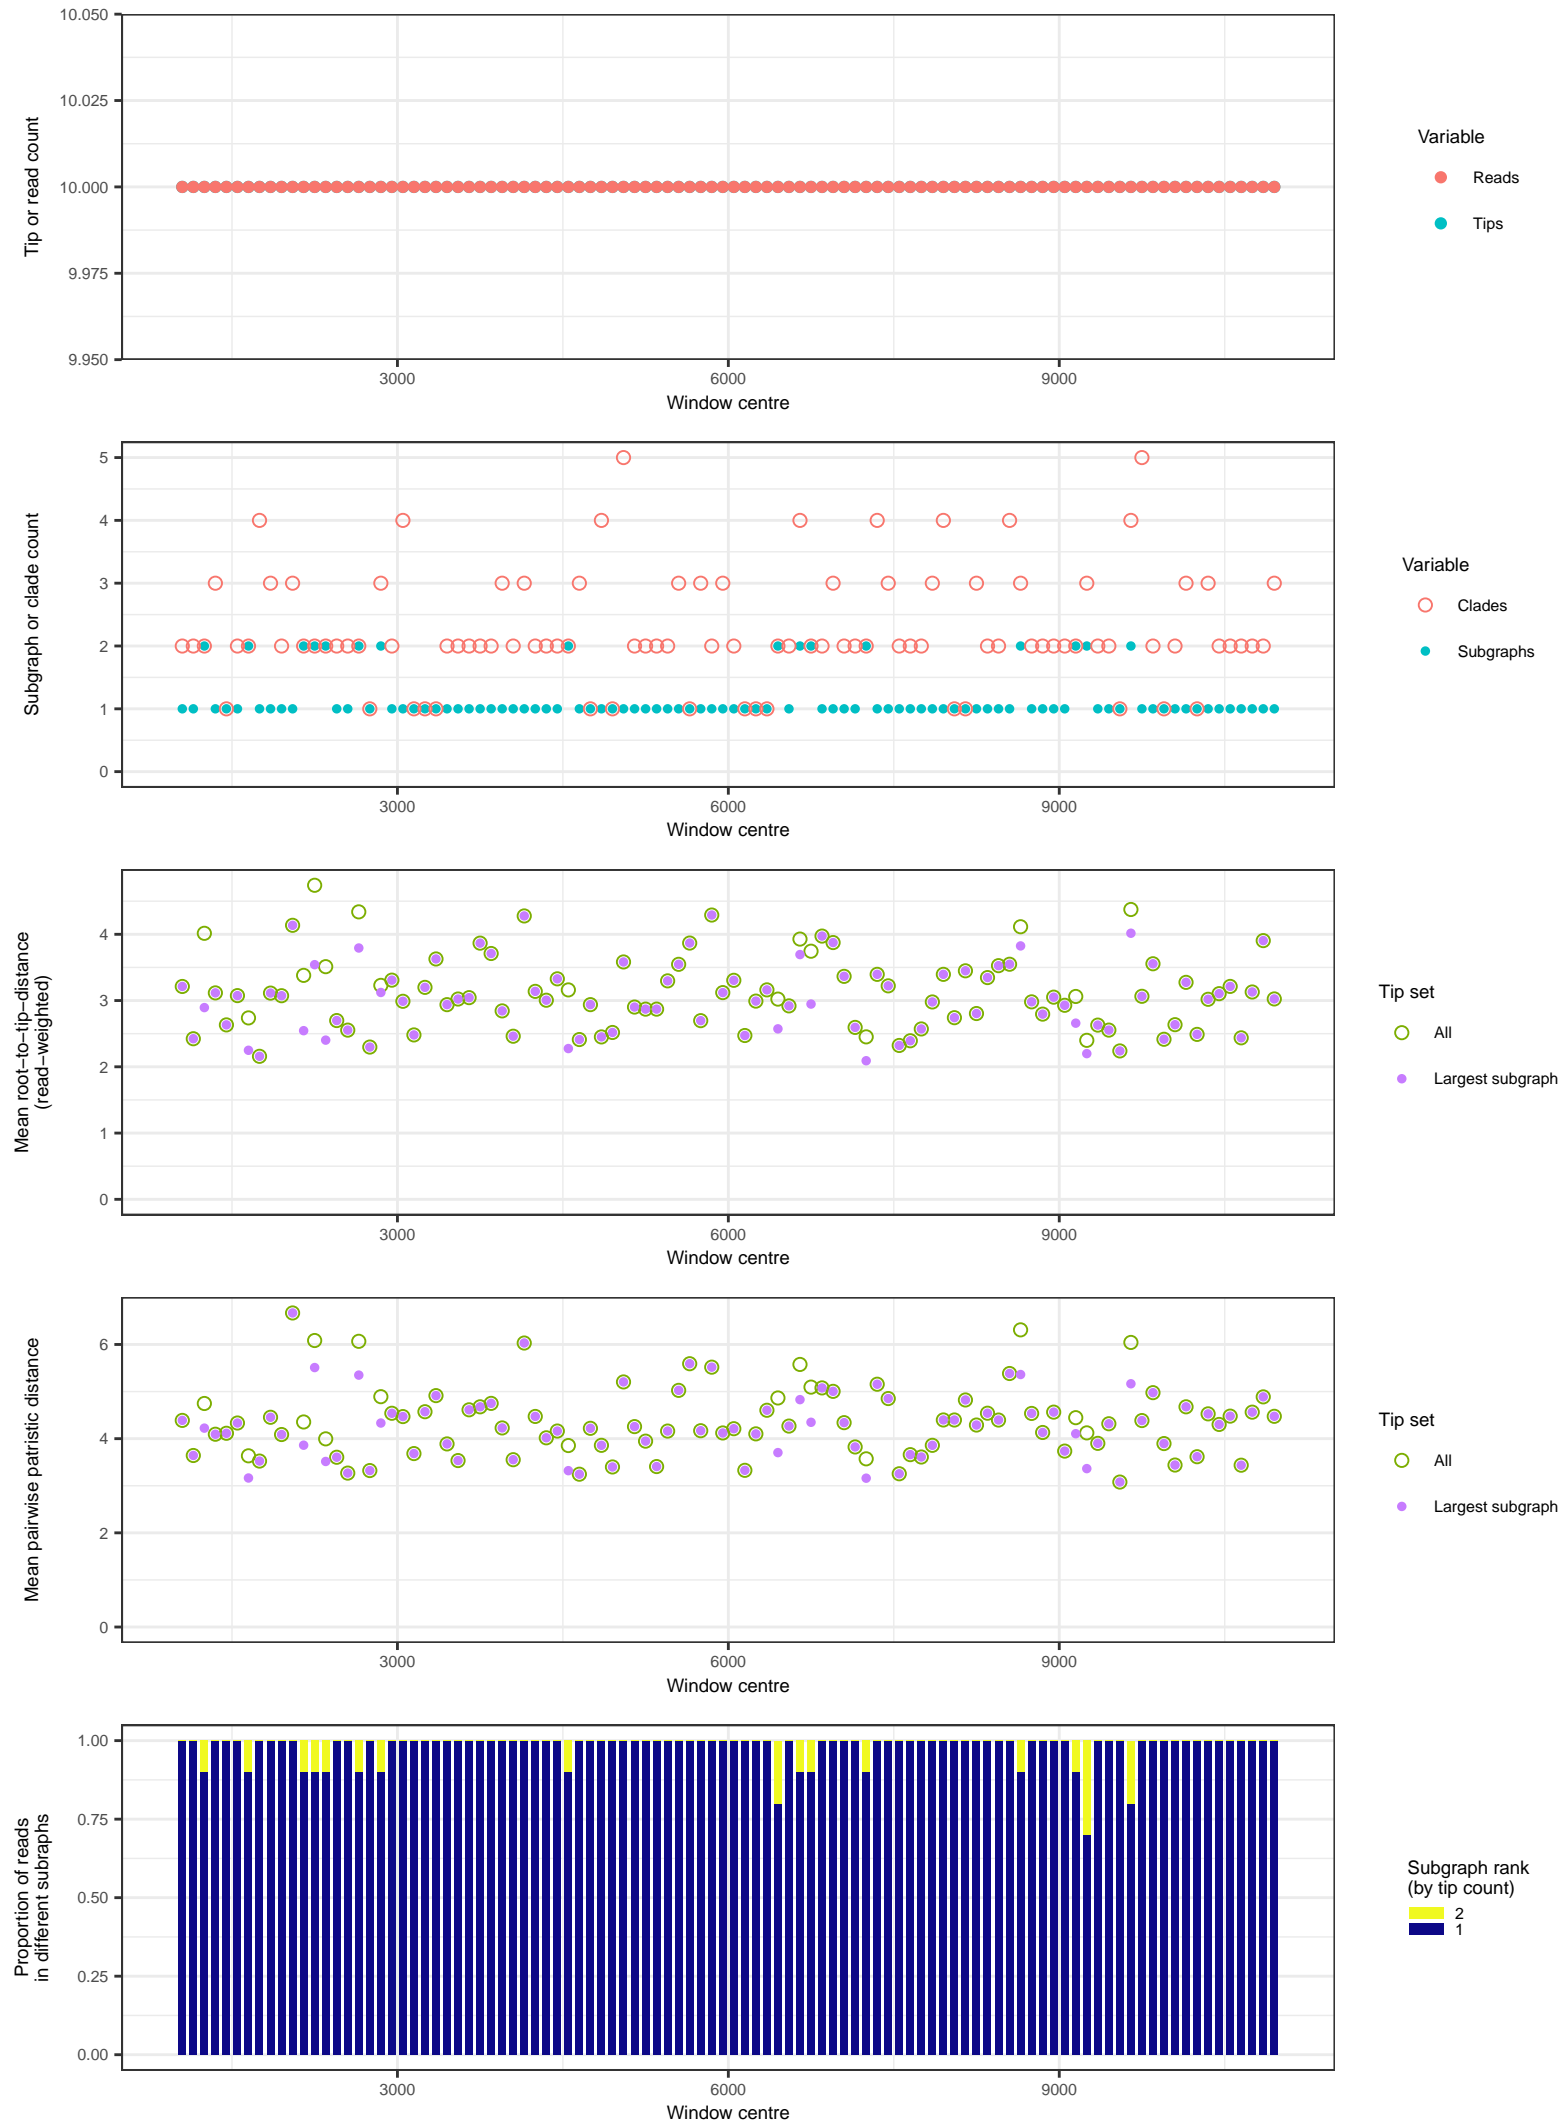 10.050
10.025
10.000
9.975
9.950
Tip or read count
3000
6000
9000
Window centre
Variable
Reads
Tips
5
4
3
2
1
0
Subgraph or clade count
3000
6000
9000
Window centre
Variable
Clades
Subgraphs
4
3
2
1
0
Mean root−to−tip−distance
(read−weighted)
3000
6000
9000
Window centre
Tip set
All
Largest subgraph
6
4
2
0
Mean pairwise patristic distance
3000
6000
9000
Window centre
Tip set
All
Largest subgraph
1.00
0.75
0.50
0.25
0.00
Proportion of reads
in different subraphs
3000
6000
9000
Window centre
Subgraph rank
(by tip count)
2
1